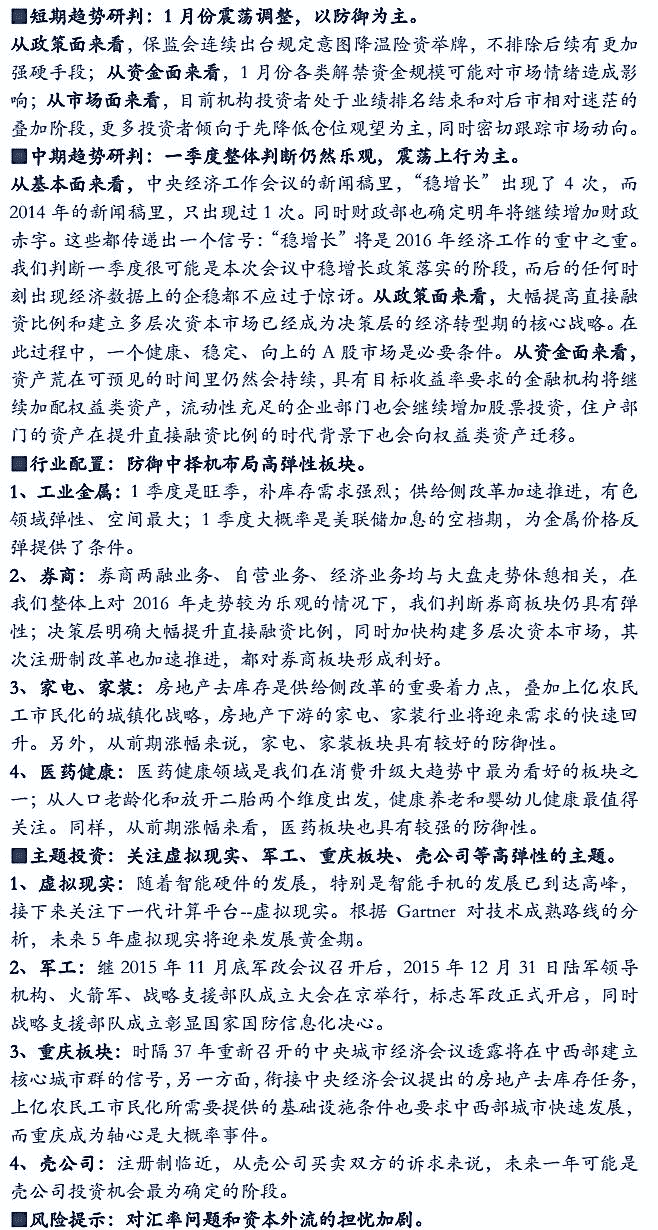 ■短期趋势研判：1 月份震荡调整，以防御为主。
从政策面来看，保监会连续出台规定意图降温险资举牌，不排除后续有更加
强硬手段；从资金面来看，1 月份各类解禁资金规模可能对市场情绪造成影
响；从市场面来看，目前机构投资者处于业绩排名结束和对后市相对迷茫的
叠加阶段，更多投资者倾向于先降低仓位观望为主，同时密切跟踪市场动向。
■中期趋势研判：一季度整体判断仍然乐观，震荡上行为主。
从基本面来看，中央经济工作会议的新闻稿里，“稳增长”出现了 4 次，而
2014 年的新闻稿里，只出现过 1 次。同时财政部也确定明年将继续增加财政
赤字。这些都传递出一个信号：“稳增长”将是 2016 年经济工作的重中之重。
我们判断一季度很可能是本次会议中稳增长政策落实的阶段，而后的任何时
刻出现经济数据上的企稳都不应过于惊讶。从政策面来看，大幅提高直接融
资比例和建立多层次资本市场已经成为决策层的经济转型期的核心战略。在
此过程中，一个健康、稳定、向上的 A 股市场是必要条件。从资金面来看，
资产荒在可预见的时间里仍然会持续，具有目标收益率要求的金融机构将继
续加配权益类资产，流动性充足的企业部门也会继续增加股票投资，住户部
门的资产在提升直接融资比例的时代背景下也会向权益类资产迁移。
■行业配置：防御中择机布局高弹性板块。
1、工业金属：1 季度是旺季，补库存需求强烈；供给侧改革加速推进，有色
领域弹性、空间最大；1 季度大概率是美联储加息的空档期，为金属价格反
弹提供了条件。
2、券商：券商两融业务、自营业务、经济业务均与大盘走势休憩相关，在
我们整体上对 2016 年走势较为乐观的情况下，我们判断券商板块仍具有弹
性；决策层明确大幅提升直接融资比例，同时加快构建多层次资本市场，其
次注册制改革也加速推进，都对券商板块形成利好。
3、家电、家装：房地产去库存是供给侧改革的重要着力点，叠加上亿农民
工市民化的城镇化战略，房地产下游的家电、家装行业将迎来需求的快速回
升。另外，从前期涨幅来说，家电、家装板块具有较好的防御性。
4、医药健康：医药健康领域是我们在消费升级大趋势中最为看好的板块之
一；从人口老龄化和放开二胎两个维度出发，健康养老和婴幼儿健康最值得
关注。同样，从前期涨幅来看，医药板块也具有较强的防御性。
■主题投资：关注虚拟现实、军工、重庆板块、壳公司等高弹性的主题。
1、虚拟现实：随着智能硬件的发展，特别是智能手机的发展已到达高峰，
接下来关注下一代计算平台--虚拟现实。根据 Gartner 对技术成熟路线的分
析，未来 5 年虚拟现实将迎来发展黄金期。
2、军工：继 2015 年 11 月底军改会议召开后，2015 年 12 月 31 日陆军领导
机构、火箭军、战略支援部队成立大会在京举行，标志军改正式开启，同时
战略支援部队成立彰显国家国防信息化决心。
3、重庆板块：时隔 37 年重新召开的中央城市经济会议透露将在中西部建立
核心城市群的信号，另一方面，衔接中央经济会议提出的房地产去库存任务，
上亿农民工市民化所需要提供的基础设施条件也要求中西部城市快速发展，
而重庆成为轴心是大概率事件。
4、壳公司：注册制临近，从壳公司买卖双方的诉求来说，未来一年可能是
壳公司投资机会最为确定的阶段。
■风险提示：对汇率问题和资本外流的担忧加剧。